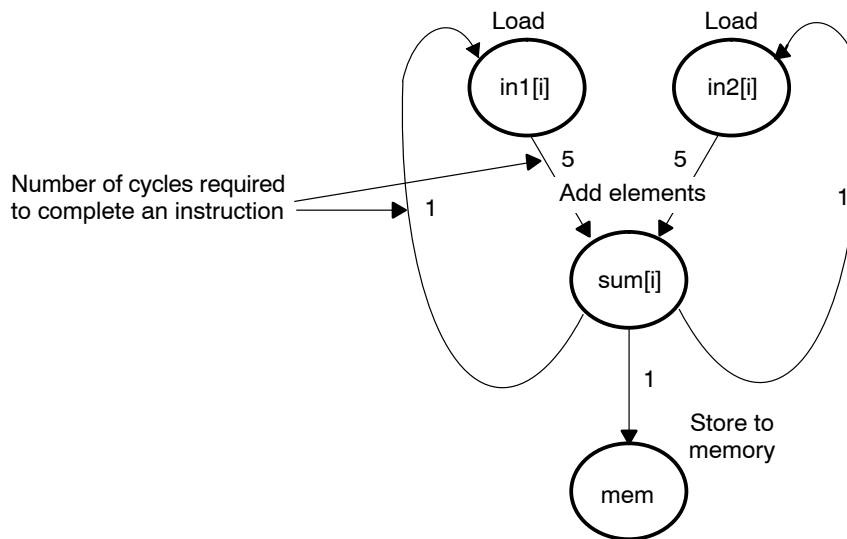 Load
Load
in1[i]
in2[i]
5
5
Number of cycles required
to complete an instruction
Add elements
1
1
sum[i]
1
Store to
memory
mem